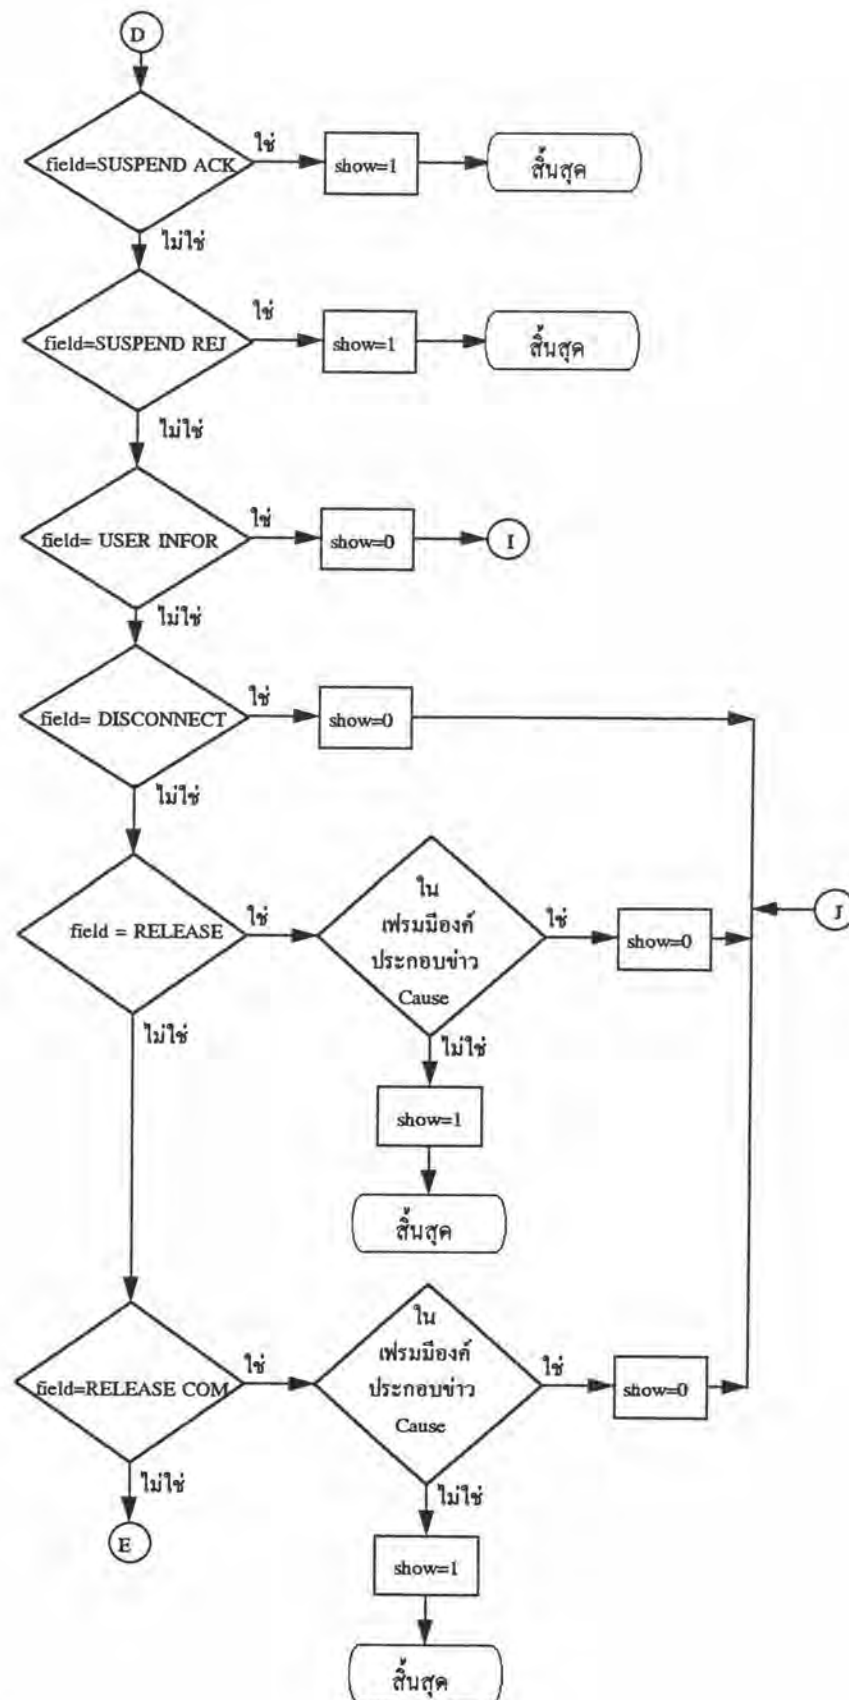 D
ใช่
field=SUSPEND ACK
show=1
สิ้นสุด
ไม่ใช่
ใช่
field=SUSPEND REJ
show=1
สิ้นสุด
ไม่ใช่
ใช่
field= USER INFOR
show=0
I
ไม่ใช่
ใช่
field= DISCONNECT
show=0
ไม่ใช่
field = RELEASE
ใช่
ใน
เฟรมมีองค์
ประกอบข่าว
Cause
ใช่
show=0
J
ไม่ใช่
ไม่ใช่
show=1
สิ้นสุด
field=RELEASE COM
ใช่
ใน
เฟรมมีองค์
ประกอบข่าว
Cause
ใช่
show=0
ไม่ใช่
E
ไม่ใช่
show=1
สิ้นสุด